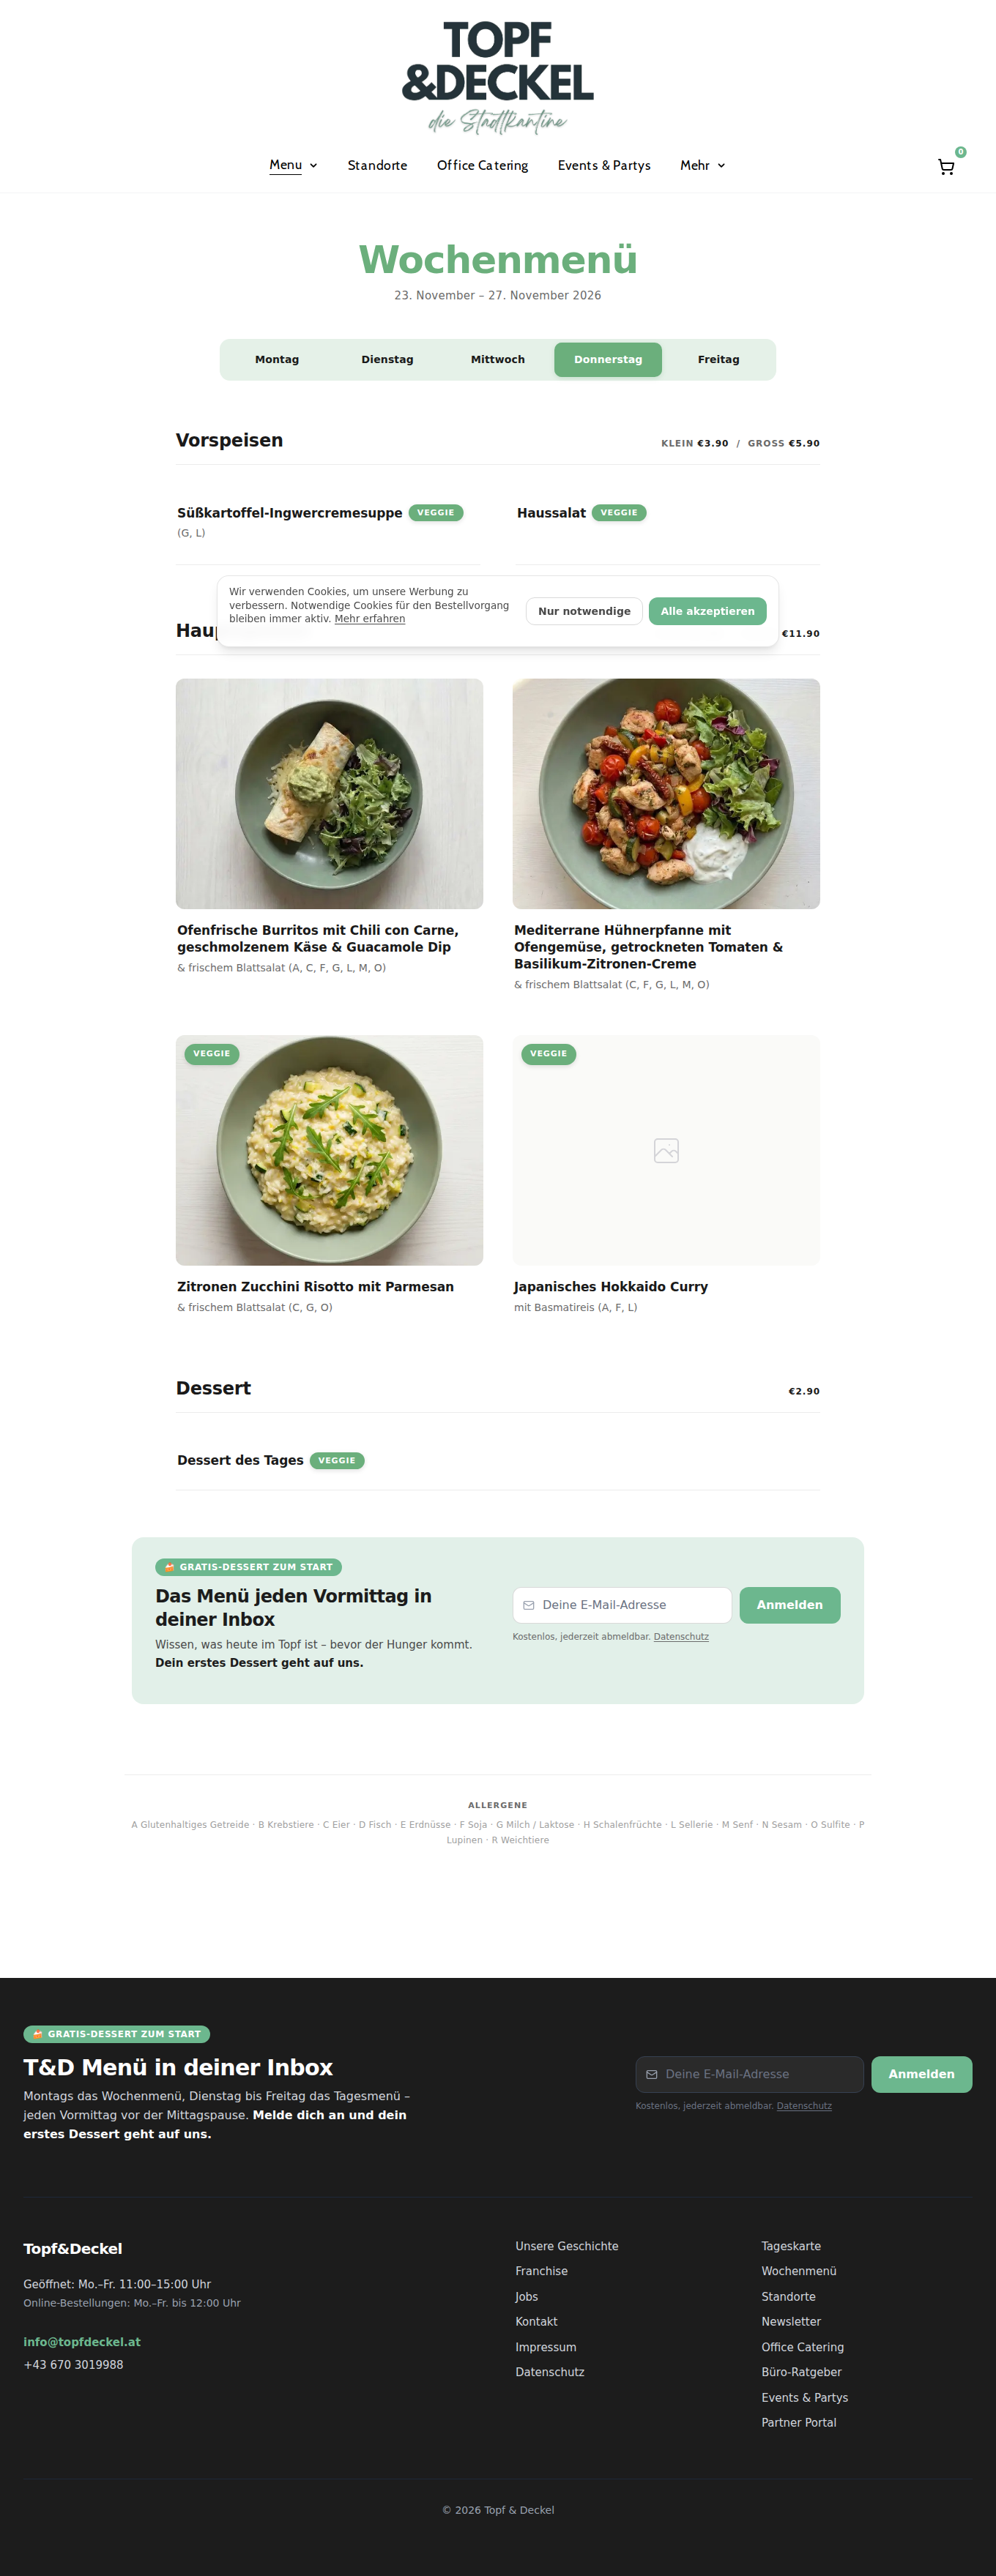 TOPF
&DECKEL
die Stadtkantine
Menu
Standorte
Office Catering
Events & Partys
Mehr
0
Wochenmenü
23. November – 27. November 2026
Montag
Dienstag
Mittwoch
Donnerstag
Freitag
Vorspeisen
KLEIN €3.90 / GROSS €5.90
Süßkartoffel-Ingwercremesuppe VEGGIE
(G, L)
Haussalat VEGGIE
Wir verwenden Cookies, um unsere Werbung zu
verbessern. Notwendige Cookies für den Bestellvorgang
bleiben immer aktiv. Mehr erfahren
Nur notwendige
Alle akzeptieren
€11.90
Ofenfrische Burritos mit Chili con Carne,
geschmolzenem Käse & Guacamole Dip
& frischem Blattsalat (A, C, F, G, L, M, O)
Mediterrane Hühnerpfanne mit
Ofengemüse, getrockneten Tomaten &
Basilikum-Zitronen-Creme
& frischem Blattsalat (C, F, G, L, M, O)
VEGGIE
Zitronen Zucchini Risotto mit Parmesan
& frischem Blattsalat (C, G, O)
VEGGIE
Japanisches Hokkaido Curry
mit Basmatireis (A, F, L)
Dessert
€2.90
Dessert des Tages VEGGIE
GRATIS-DESSERT ZUM START
Das Menü jeden Vormittag in
deiner Inbox
Wissen, was heute im Topf ist – bevor der Hunger kommt.
Dein erstes Dessert geht auf uns.
Deine E-Mail-Adresse
Anmelden
Kostenlos, jederzeit abmeldbar. Datenschutz
ALLERGENE
A Glutenhaltiges Getreide · B Krebstiere · C Eier · D Fisch · E Erdnüsse · F Soja · G Milch / Laktose · H Schalenfrüchte · L Sellerie · M Senf · N Sesam · O Sulfite · P
Lupinen · R Weichtiere
GRATIS-DESSERT ZUM START
T&D Menü in deiner Inbox
Montags das Wochenmenü, Dienstag bis Freitag das Tagesmenü –
jeden Vormittag vor der Mittagspause. Melde dich an und dein
erstes Dessert geht auf uns.
Deine E-Mail-Adresse
Anmelden
Kostenlos, jederzeit abmeldbar. Datenschutz
Topf&Deckel
Geöffnet: Mo.–Fr. 11:00–15:00 Uhr
Online-Bestellungen: Mo.–Fr. bis 12:00 Uhr
info@topfdeckel.at
+43 670 3019988
Unsere Geschichte
Franchise
Jobs
Kontakt
Impressum
Datenschutz
Tageskarte
Wochenmenü
Standorte
Newsletter
Office Catering
Büro-Ratgeber
Events & Partys
Partner Portal
© 2026 Topf & Deckel